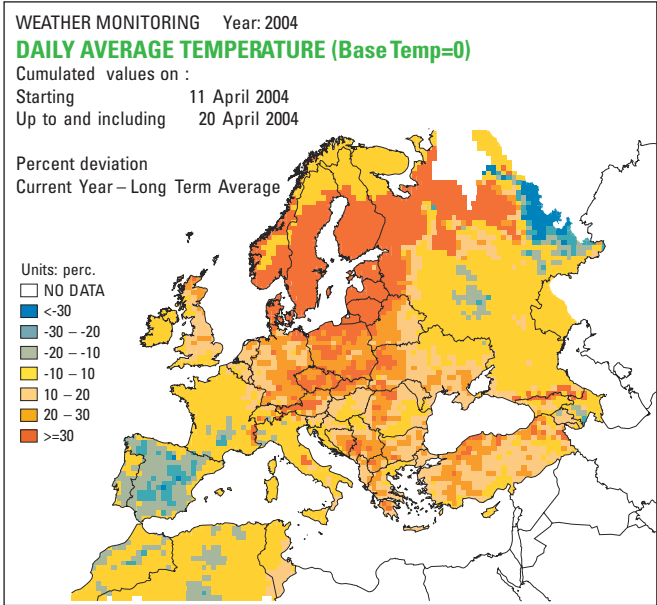 WEATHER MONITORING Year: 2004
DAILY AVERAGE TEMPERATURE (Base Temp=0)
Cumulated values on :
Starting 11 April 2004
Up to and including 20 April 2004
Percent deviation
Current Year – Long Term Average
Units: perc.
NO DATA
<-30
-30 – -20
-20 – -10
-10 – 10
10 – 20
20 – 30
>=30